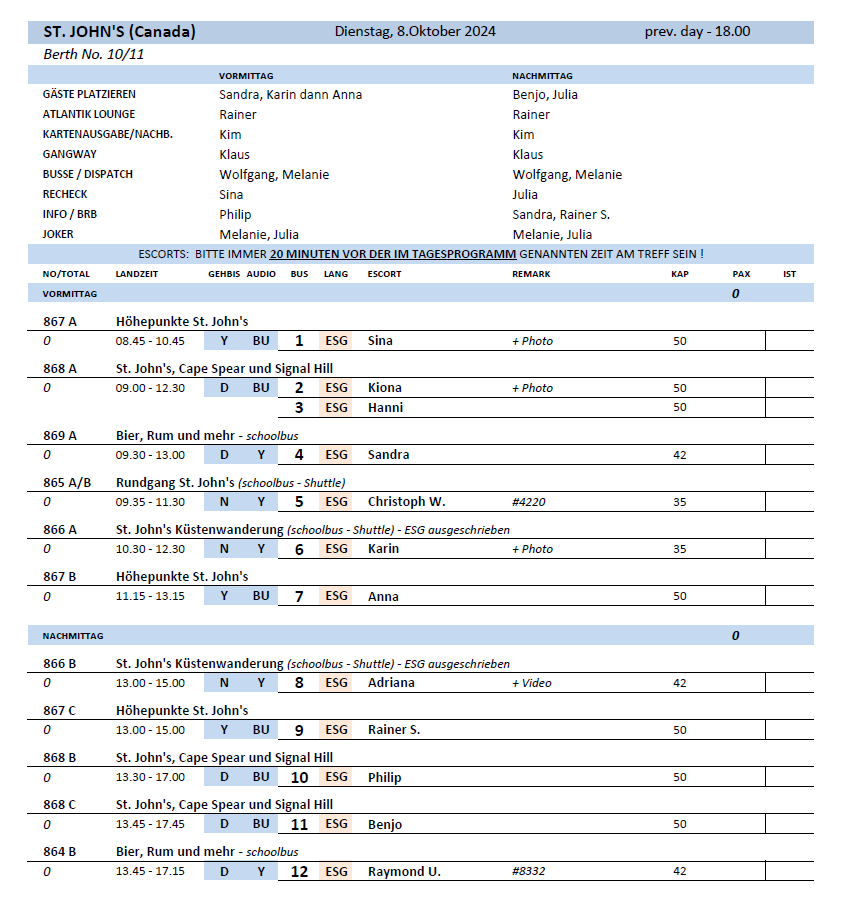 ST. JOHN'S (Canada) Dienstag, 8.Oktober 2024 prev. day - 18.00
Berth No. 10/11
VORMITTAG NACHMITTAG
GÄSTE PLATZIEREN Sandra, Karin dann Anna Benjo, Julia
ATLANTIK LOUNGE Rainer Rainer
KARTENAUSGABE/NACHB. Kim Kim
GANGWAY Klaus Klaus
BUSSE / DISPATCH Wolfgang, Melanie Wolfgang, Melanie
RECHECK Sina Julia
INFO / BRB Philip Sandra, Rainer S.
JOKER Melanie, Julia Melanie, Julia
ESCORTS: BITTE IMMER 20 MINUTEN VOR DER IM TAGESPROGRAMM GENANNTEN ZEIT AM TREFF SEIN !
NO/TOTAL LANDZEIT GEHBIS AUDIO BUS LANG ESCORT REMARK KAP PAX IST
VORMITTAG 0
867 A Höhepunkte St. John's
0 08.45 - 10.45 Y BU 1 ESG Sina + Photo 50
868 A St. John's, Cape Spear und Signal Hill
0 09.00 - 12.30 D BU 2 ESG Kiona + Photo 50
3 ESG Hanni 50
869 A Bier, Rum und mehr - schoolbus
0 09.30 - 13.00 D Y 4 ESG Sandra 42
865 A/B Rundgang St. John's (schoolbus - Shuttle)
0 09.35 - 11.30 N Y 5 ESG Christoph W. #4220 35
866 A St. John's Küstenwanderung (schoolbus - Shuttle) - ESG ausgeschrieben
0 10.30 - 12.30 N Y 6 ESG Karin + Photo 35
867 B Höhepunkte St. John's
0 11.15 - 13.15 Y BU 7 ESG Anna 50
NACHMITTAG 0
866 B St. John's Küstenwanderung (schoolbus - Shuttle) - ESG ausgeschrieben
0 13.00 - 15.00 N Y 8 ESG Adriana + Video 42
867 C Höhepunkte St. John's
0 13.00 - 15.00 Y BU 9 ESG Rainer S. 50
868 B St. John's, Cape Spear und Signal Hill
0 13.30 - 17.00 D BU 10 ESG Philip 50
868 C St. John's, Cape Spear und Signal Hill
0 13.45 - 17.45 D BU 11 ESG Benjo 50
864 B Bier, Rum und mehr - schoolbus
0 13.45 - 17.15 D Y 12 ESG Raymond U. #8332 42